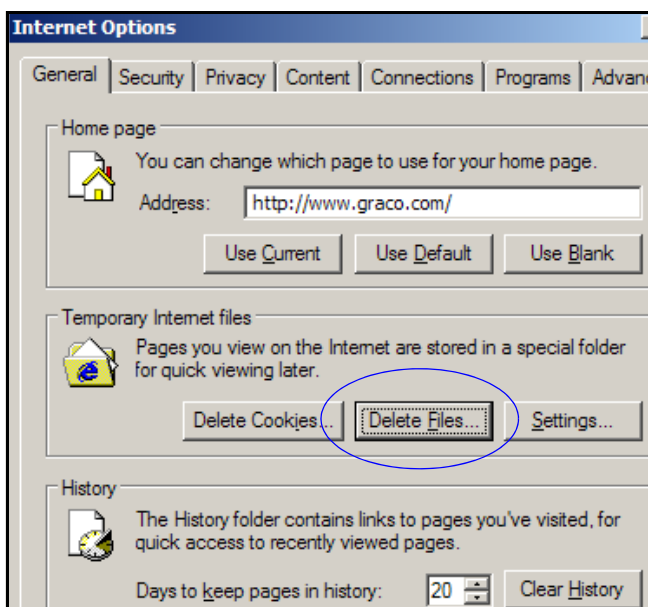 Internet Options
General Security Privacy Content Connections Programs Advan
Home page
You can change which page to use for your home page.
Address: http://www.graco.com/
Use Current Use Default Use Blank
Temporary Internet files
Pages you view on the Internet are stored in a special folder
for quick viewing later.
Delete Cookies... Delete Files... Settings...
History
The History folder contains links to pages you've visited, for
quick access to recently viewed pages.
Days to keep pages in history: 20 Clear History